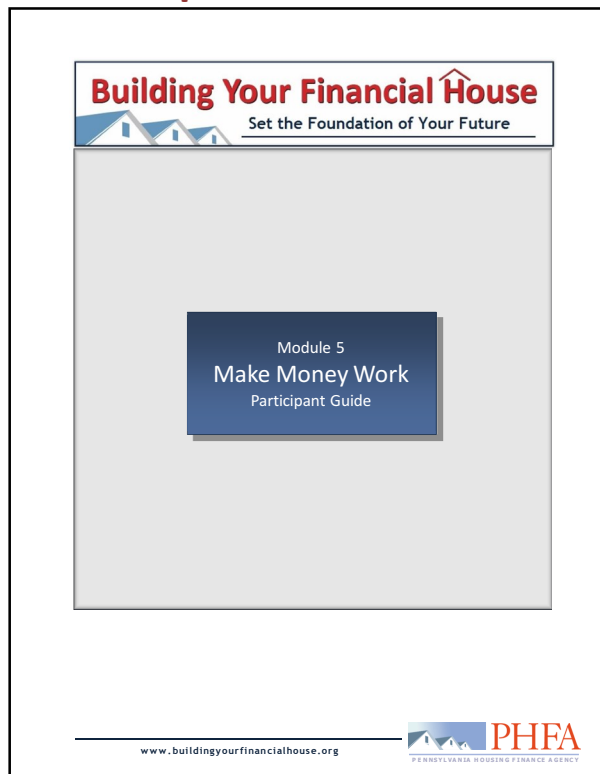 Building Your Financial House
Set the Foundation of Your Future
Module 5
Make Money Work
Participant Guide
www.buildingyourfinancialhouse.org
PHFA
PENNSYLVANIA HOUSING FINANCE AGENCY